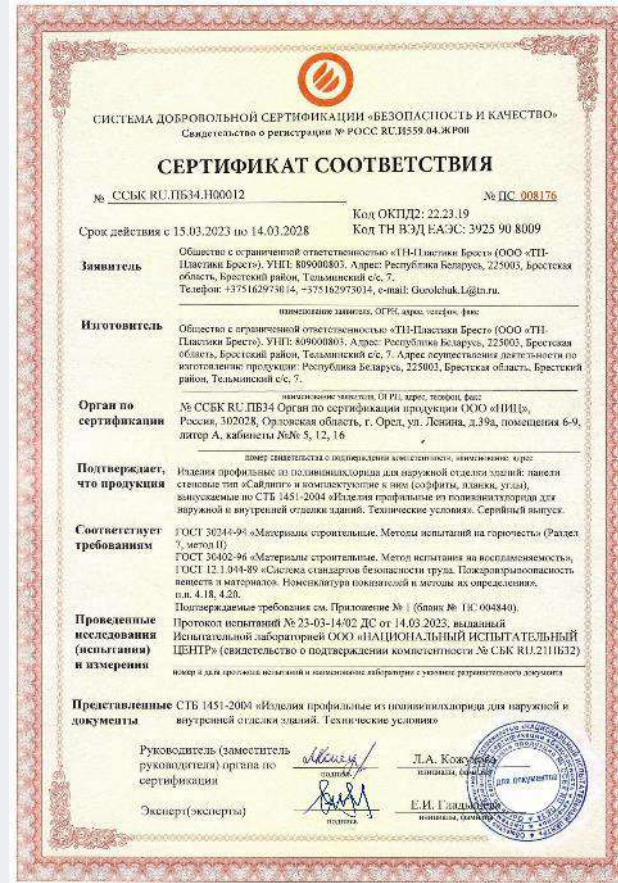 СИСТЕМА ДОБРОВОЛЬНОЙ СЕРТИФИКАЦИИ «БЕЗОПАСНОСТЬ И КАЧЕСТВО»
Свидетельство о регистрации № РОСС RU.И1559.04.ЖР00
СЕРТИФИКАТ СООТВЕТСТВИЯ
№ ССБК RU.ПБ34.Н00012
№ ПС 008176
Код ОКПД2: 22.23.19
Срок действия с 15.03.2023 по 14.03.2028
Код ТН ВЭД ЕАЭС: 3925 90 8009
Заявитель
Общество с ограниченной ответственностью «ТН-Пластики Брест» (ООО «ТН-
Пластики Брест»). УНП: 809000803. Адрес: Республика Беларусь, 225003, Брестская
область, Брестский район, Тельминский с/с, 7.
Телефон: +375162973014, +375162973014, e-mail: Gorolchuk.L@tn.ru.
наименование заявителя, ОГРН, адрес, телефон, факс
Изготовитель
Общество с ограниченной ответственностью «ТН-Пластики Брест» (ООО «ТН-
Пластики Брест»). УНП: 809000803. Адрес: Республика Беларусь, 225003, Брестская
область, Брестский район, Тельминский с/с, 7. Адрес осуществления деятельности по
изготовлению продукции: Республика Беларусь, 225003, Брестская область, Брестский
район, Тельминский с/с, 7.
наименование заявителя, ОГРН, адрес, телефон, факс
Орган по
сертификации
№ ССБК RU.ПБ34 Орган по сертификации продукции ООО «НИЦ»,
Россия, 302028, Орловская область, г. Орел, ул. Ленина, д.39а, помещения 6-9,
литер А, кабинеты №№ 5, 12, 16
номер свидетельства о подтверждении компетентности, наименование, адрес
Подтверждает,
что продукция
Изделия профильные из поливинилхлорида для наружной отделки зданий: панели
стеновые тип «Сайдинг» и комплектующие к ним (соффиты, планки, углы),
выпускаемые по СТБ 1451-2004 «Изделия профильные из поливинилхлорида для
наружной и внутренней отделки зданий. Технические условия». Серийный выпуск.
Соответствует
требованиям
ГОСТ 30244-94 «Материалы строительные. Методы испытаний на горючесть» (Раздел
7, метод II)
ГОСТ 30402-96 «Материалы строительные. Метод испытания на воспламеняемость»,
ГОСТ 12.1.044-89 «Система стандартов безопасности труда. Пожаровзрывоопасность
веществ и материалов. Номенклатура показателей и методы их определения».
п.п. 4.18, 4.20.
Подтверждаемые требования см. Приложение № 1 (бланк № ПС 004840).
Проведенные
исследования
(испытания)
и измерения
Протокол испытаний № 23-03-14/02 ДС от 14.03.2023, выданный
Испытательной лабораторией ООО «НАЦИОНАЛЬНЫЙ ИСПЫТАТЕЛЬНЫЙ
ЦЕНТР» (свидетельство о подтверждении компетентности № СБК RU.21ПБ32)
номер и дата протокола испытаний и наименование лаборатории с указание разрешительного документа
Представленные
документы
СТБ 1451-2004 «Изделия профильные из поливинилхлорида для наружной и
внутренней отделки зданий. Технические условия»
Руководитель (заместитель
руководителя) органа по
сертификации
подпись
Л.А.
инициалы,
Эксперт(эксперты)
подпись
Е.И.
инициалы,
для документов